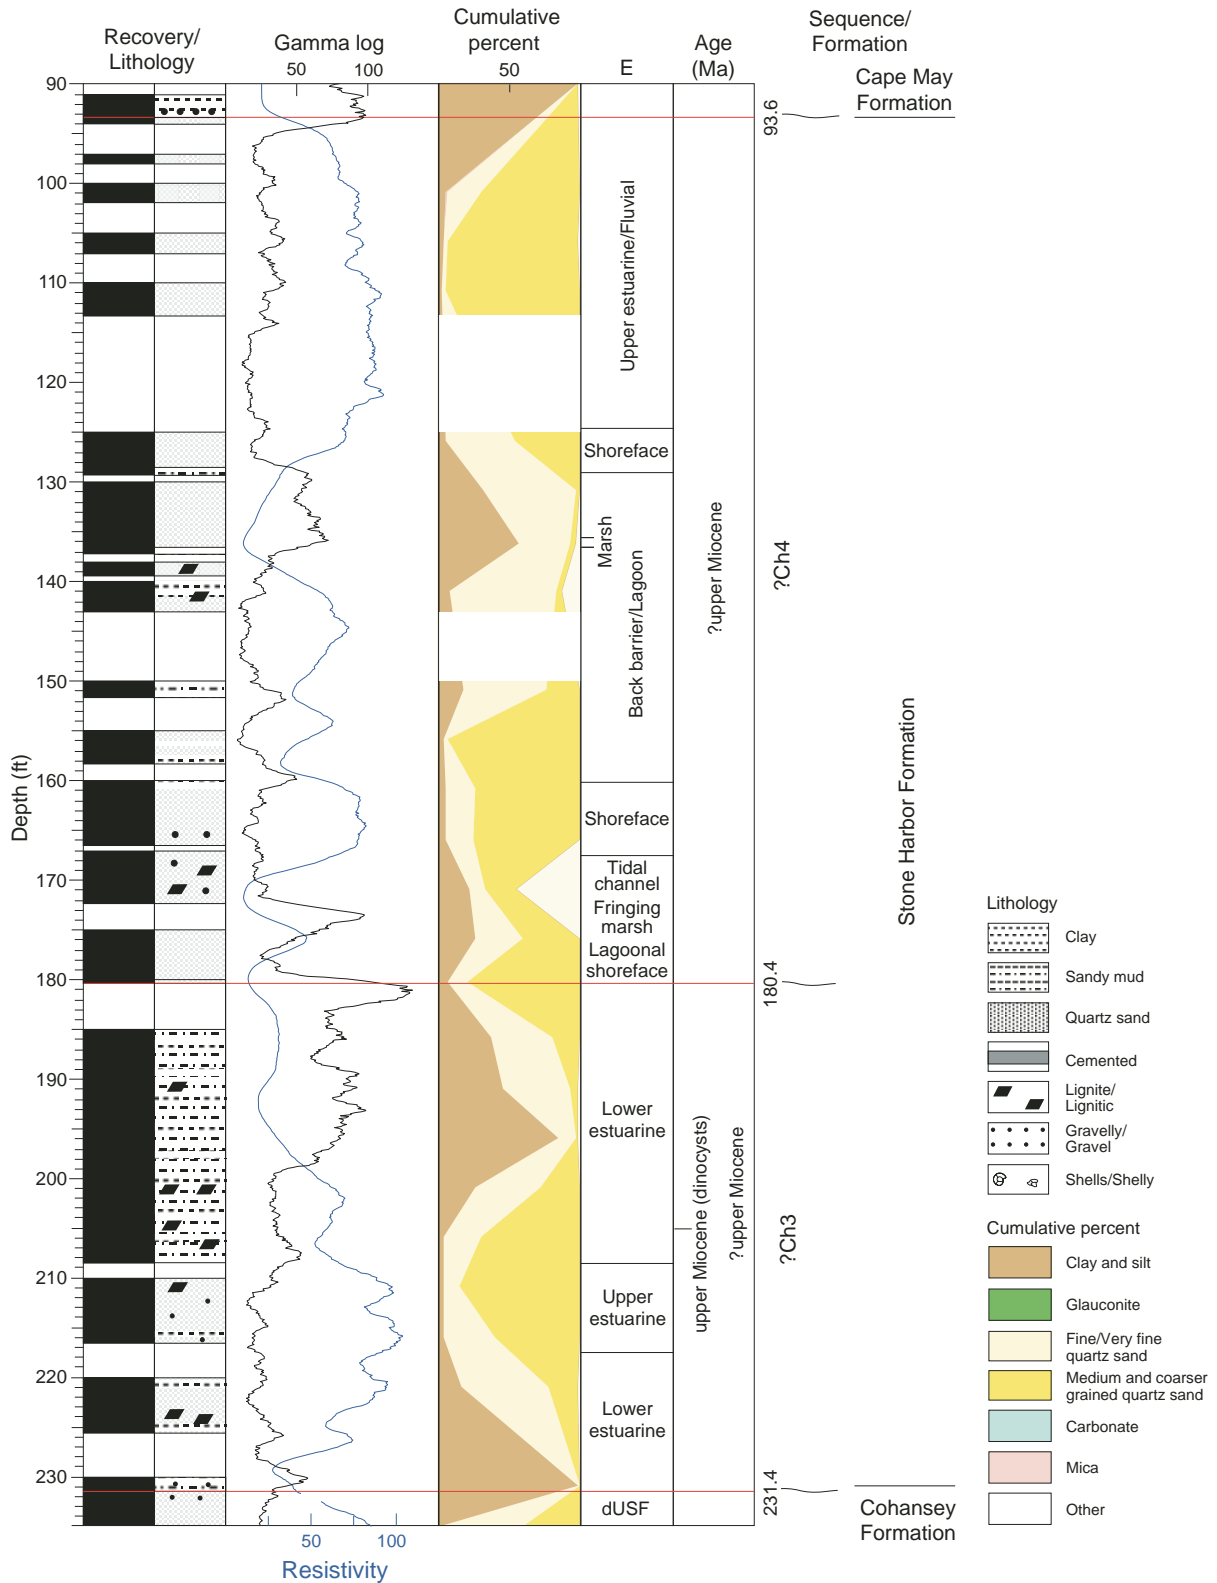 Recovery/
Lithology
Gamma log
50 100
Cumulative
percent
50
E
Age
(Ma)
Sequence/
Formation
Cape May
Formation
Depth (ft)
90
100
110
120
130
140
150
160
170
180
190
200
210
220
230
Upper estuarine/Fluvial
Shoreface
Marsh
Back barrier/Lagoon
Shoreface
Tidal
channel
Fringing
marsh
Lagoonal
shoreface
Lower
estuarine
Upper
estuarine
Lower
estuarine
dUSF
?upper Miocene
upper Miocene (dinocysts)
?upper Miocene
93.6
?Ch4
180.4
?Ch3
231.4
Stone Harbor Formation
Cohansey
Formation
50 100
Resistivity
Lithology
Clay
Sandy mud
Quartz sand
Cemented
Lignite/
Lignitic
Gravelly/
Gravel
Shells/Shelly
Cumulative percent
Clay and silt
Glauconite
Fine/Very fine
quartz sand
Medium and coarser
grained quartz sand
Carbonate
Mica
Other